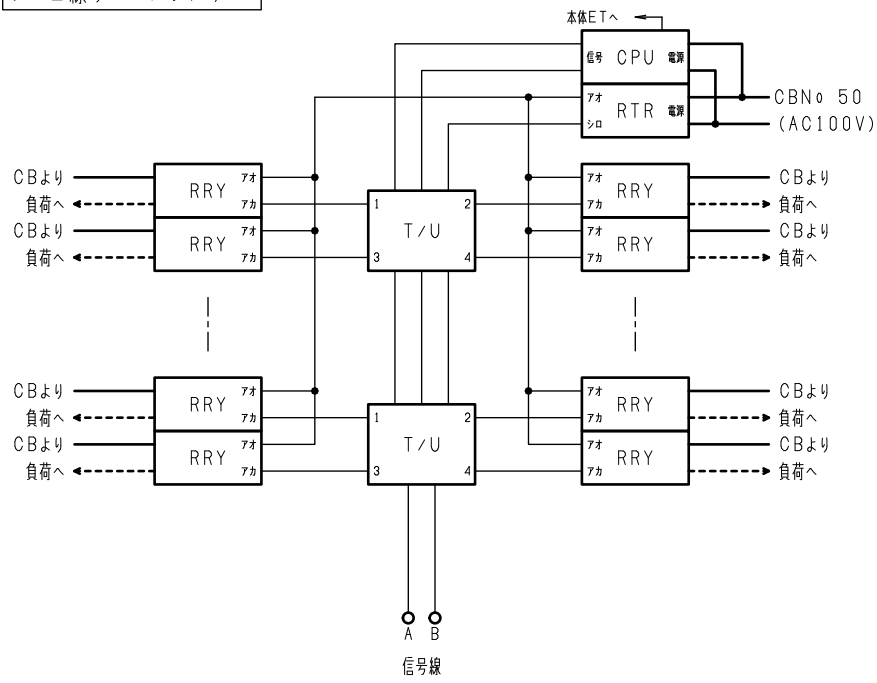 本体ETへ
信号 CPU 電源
アオ RTR 電源
シロ
CBNo 50
(AC100V)
CBより RRY アオ
負荷へ アカ
CBより RRY アオ
負荷へ アカ
1 T/U 2
3 4
アオ RRY CBより
アカ 負荷へ
アオ RRY CBより
アカ 負荷へ
CBより RRY アオ
負荷へ アカ
CBより RRY アオ
負荷へ アカ
1 T/U 2
3 4
アオ RRY CBより
アカ 負荷へ
アオ RRY CBより
アカ 負荷へ
A B
信号線